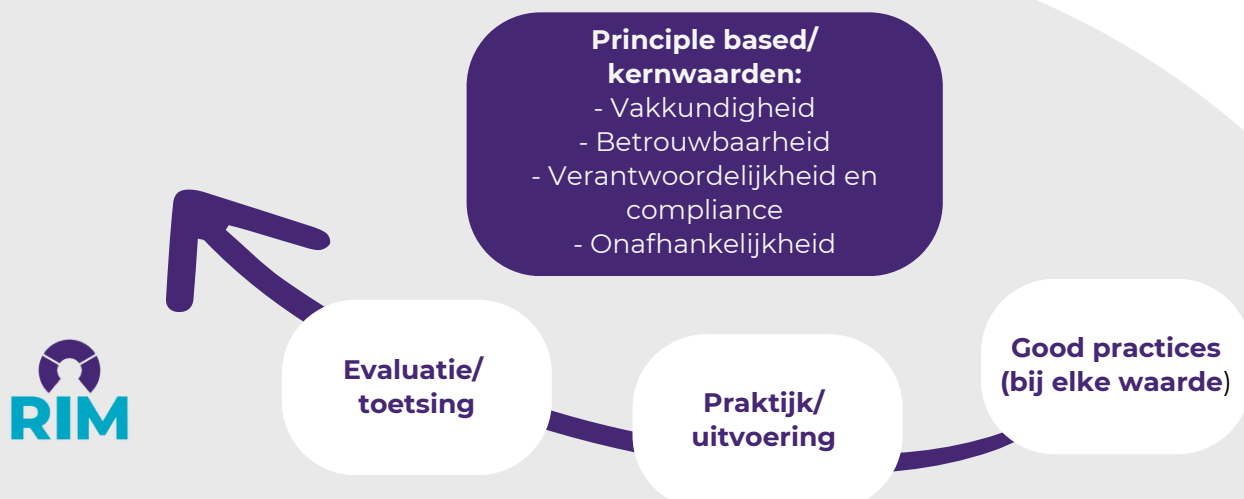 Principle based/
kernwaarden:
- Vakkundigheid
- Betrouwbaarheid
- Verantwoordelijkheid en
compliance
- Onafhankelijkheid
Good practices
(bij elke waarde)
Praktijk/
uitvoering
Evaluatie/
toetsing
RIM